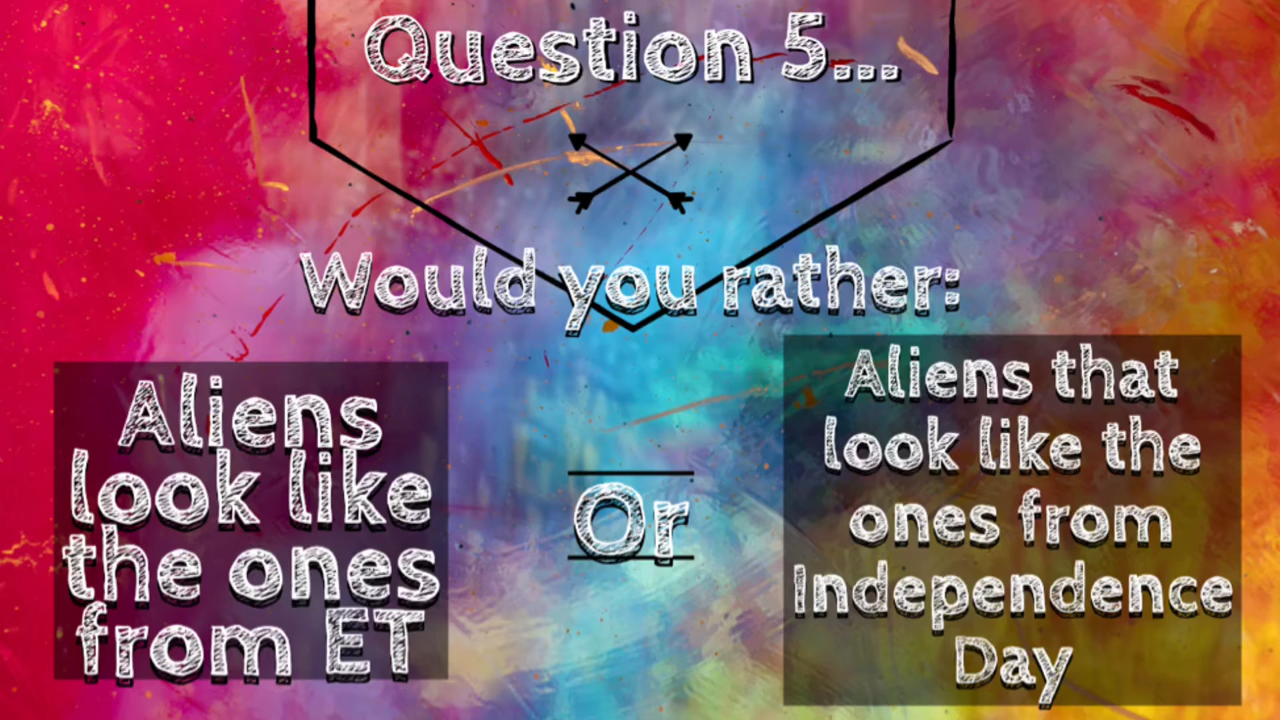 Question 5...
Would you rather:
Aliens
look like
the ones
from ET
Or
Aliens that
look like the
ones from
Independence
Day